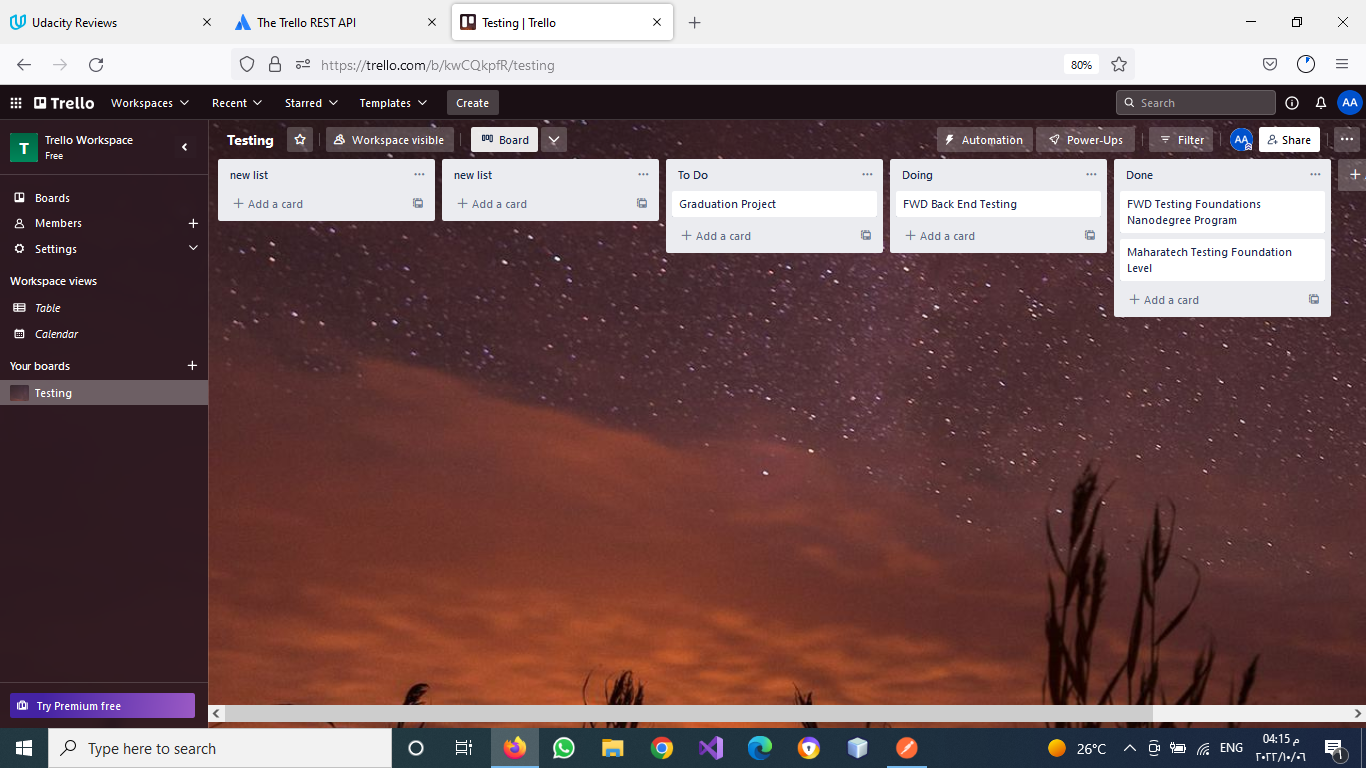 Udacity Reviews
The Trello REST API
Testing | Trello
https://trello.com/b/kwCQkpfR/testing
80%
Trello
Workspaces
Recent
Starred
Templates
Create
Search
AA
T
Trello Workspace
Free
Testing
Workspace visible
Board
Automation
Power-Ups
Filter
AA
Share
Boards
Members
Settings
Workspace views
Table
Calendar
Your boards
Testing
Try Premium free
new list
Add a card
new list
Add a card
To Do
Graduation Project
Add a card
Doing
FWD Back End Testing
Add a card
Done
FWD Testing Foundations
Nanodegree Program
Maharatech Testing Foundation
Level
Add a card
Type here to search
26°C
ENG
04:15 م
٢٠٢٢/١٠/٠٦
1